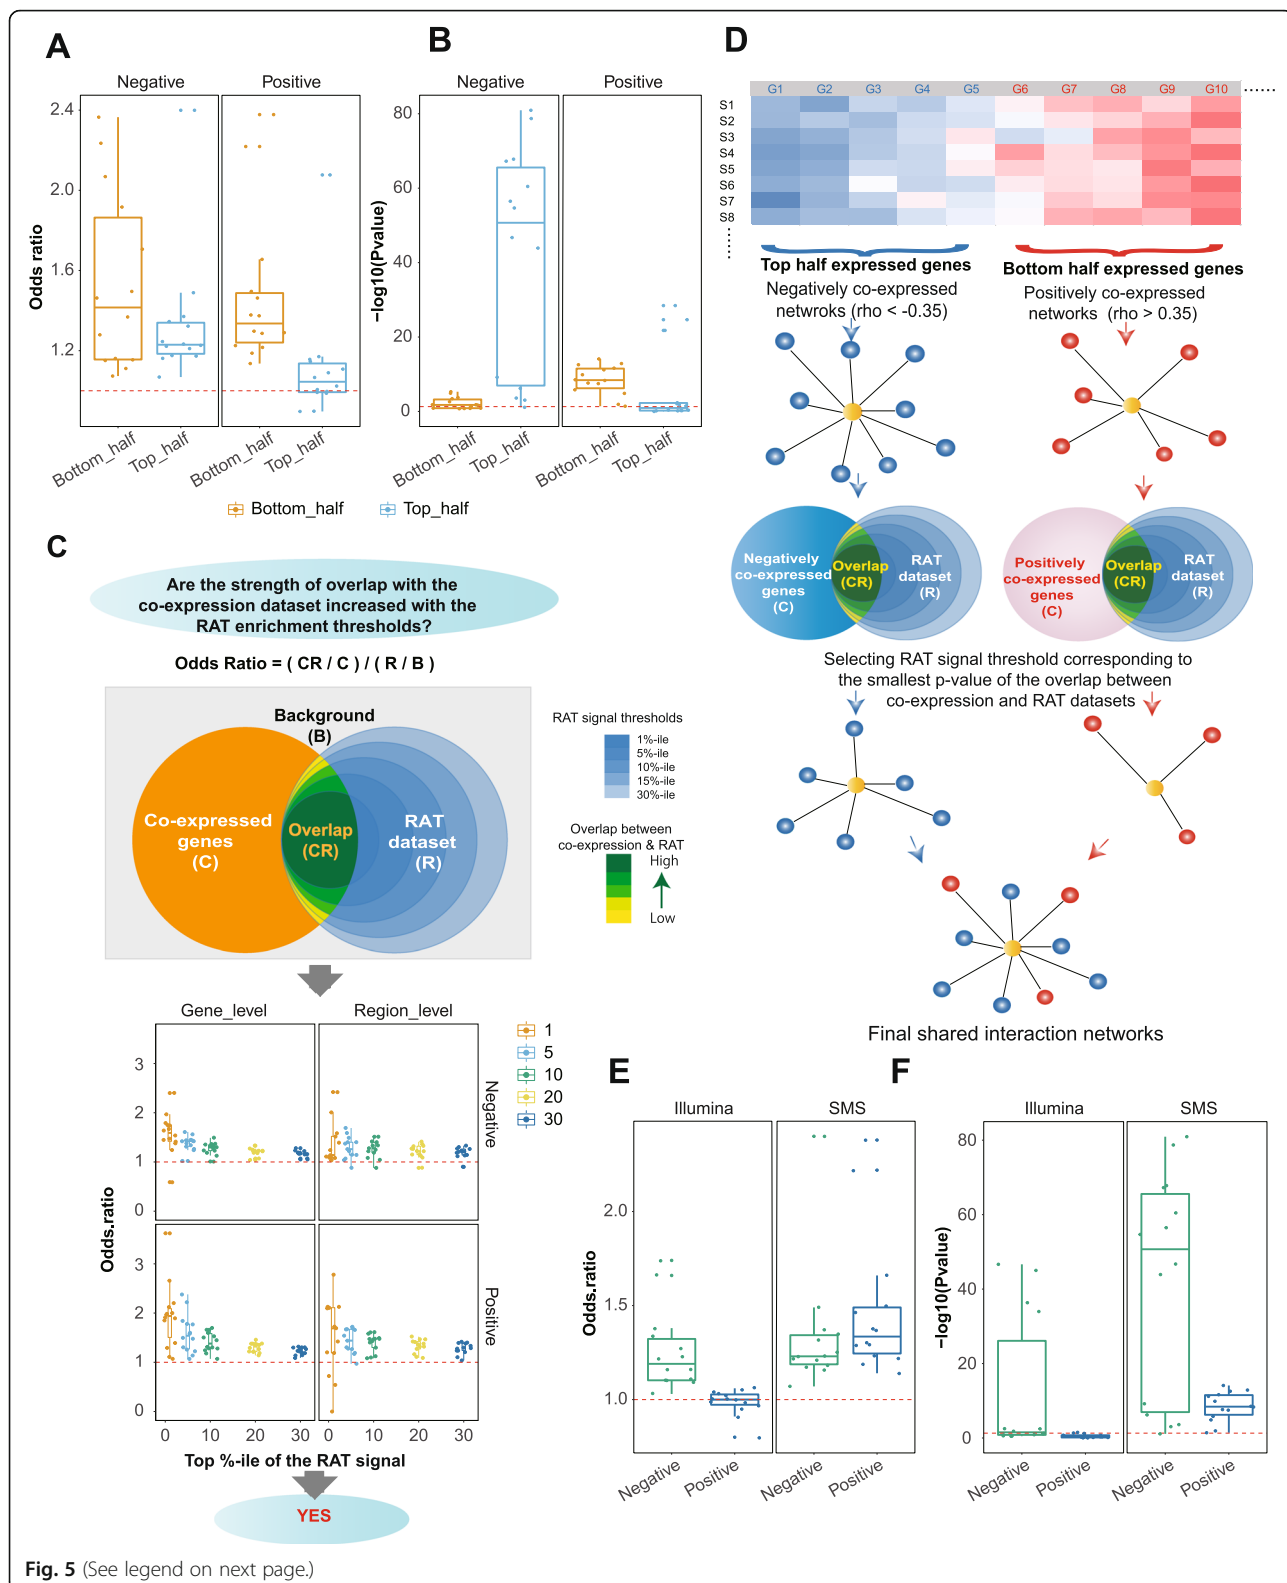 A
Negative
Positive
Odds ratio
2.4
2.0
1.6
1.2
Bottom_half
Top_half
Bottom_half
Top_half
B
Negative
Positive
−log10(Pvalue)
80
60
40
20
0
Bottom_half
Top_half
Bottom_half
Top_half
Bottom_half
Top_half
C
Are the strength of overlap with the
co-expression dataset increased with the
RAT enrichment thresholds?
Odds Ratio = ( CR / C ) / ( R / B )
Background
(B)
Co-expressed
genes
(C)
Overlap
(CR)
RAT
dataset
(R)
RAT signal thresholds
1%-ile
5%-ile
10%-ile
15%-ile
30%-ile
Overlap between
co-expression & RAT
High
Low
Gene_level
Region_level
Negative
Positive
Odds.ratio
3
2
1
0
3
2
1
0
0
10
20
30
0
10
20
30
Top %-ile of the RAT signal
1
5
10
20
30
YES
D
G1
G2
G3
G4
G5
G6
G7
G8
G9
G10
......
S1
S2
S3
S4
S5
S6
S7
S8
Top half expressed genes
Negatively co-expressed
netwroks (rho < -0.35)
Bottom half expressed genes
Positively co-expressed
networks (rho > 0.35)
Negatively
co-expressed
genes
(C)
Overlap
(CR)
RAT
dataset
(R)
Positively
co-expressed
genes
(C)
Overlap
(CR)
RAT
dataset
(R)
Selecting RAT signal threshold corresponding to
the smallest p-value of the overlap between
co-expression and RAT datasets
Final shared interaction networks
E
Illumina
SMS
Odds.ratio
2.0
1.5
1.0
Negative
Positive
Negative
Positive
F
Illumina
SMS
−log10(Pvalue)
80
60
40
20
0
Negative
Positive
Negative
Positive
Fig. 5 (See legend on next page.)